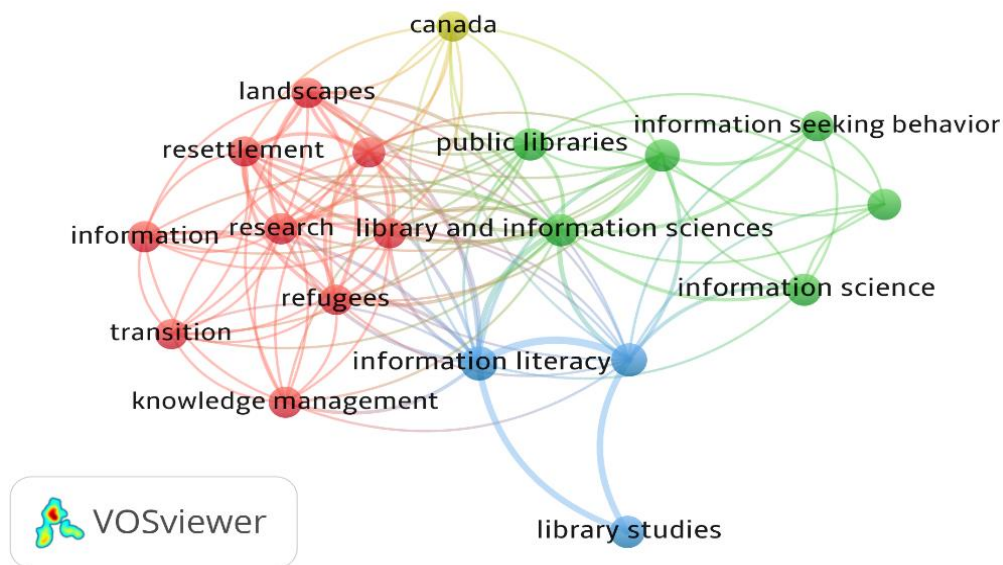 canada
landscapes
information seeking behavior
public libraries
resettlement
research
library and information sciences
information
information science
refugees
transition
information literacy
knowledge management
VOSviewer
library studies